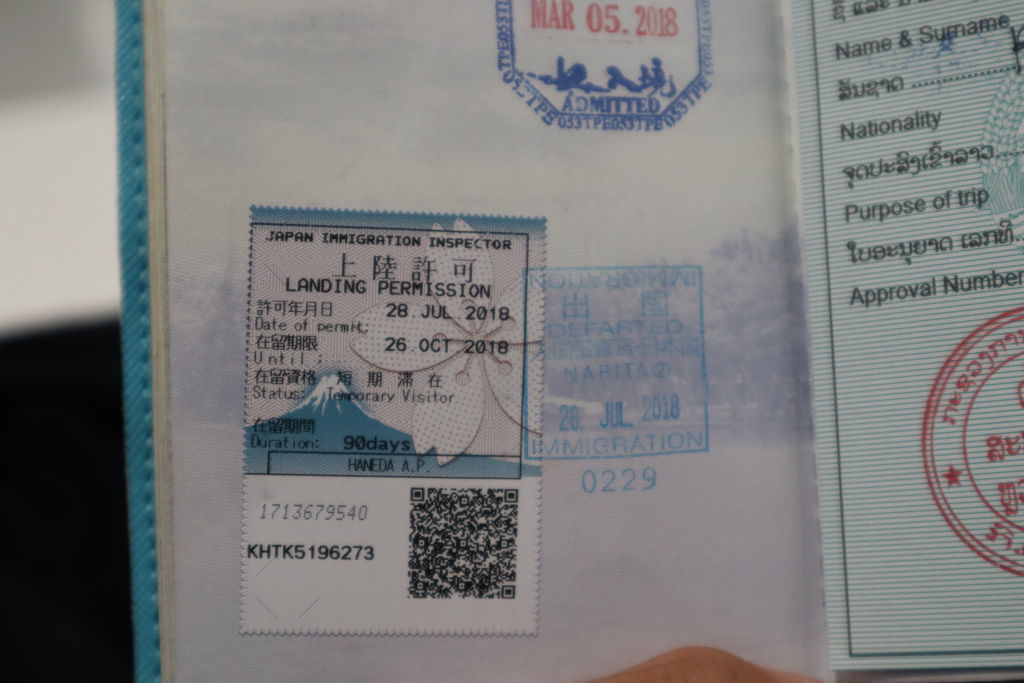 MAR 05. 2018
ADMITTED
053TPE053TPE053TPE
JAPAN IMMIGRATION INSPECTOR
上陸許可
LANDING PERMISSION
許可年月日 28.JUL.2018
Date of permit:
在留期限 26.OCT 2018
Until :
在留資格 短期滞在
Status: Temporary Visitor
在留期間
Duration: 90days
HANEDA A.P.
1713679540
KHTK5196273
IMMIGRATION
出国
DEPARTED
NARITA(2)
28. JUL. 2018
IMMIGRATION
0229
Name & Surname
ສັນຊາດ
Nationality
ຈຸດປະສົງເຂົ້າລາວ
Purpose of trip
ໃບອະນຸຍາດ ເລກທີ
Approval Number